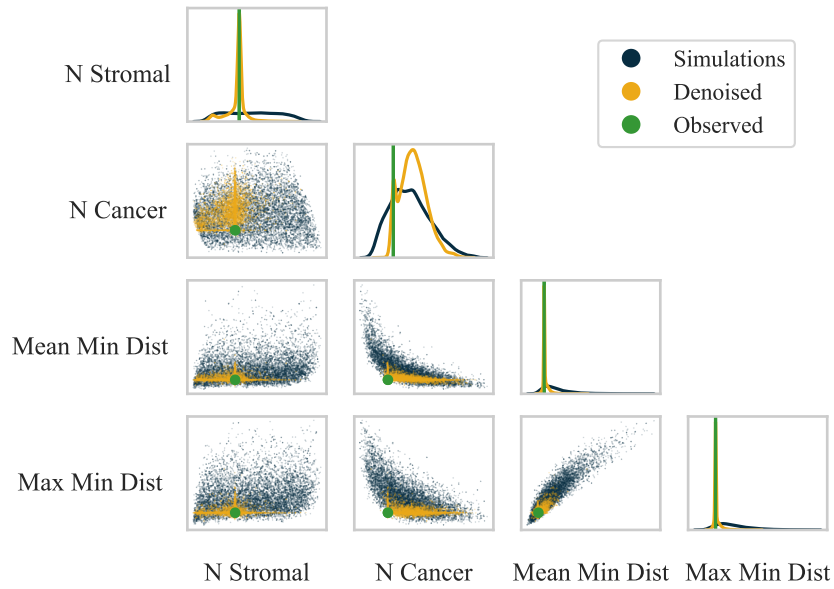 N Stromal
Simulations
Denoised
Observed
N Cancer
Mean Min Dist
Max Min Dist
N Stromal
N Cancer
Mean Min Dist
Max Min Dist